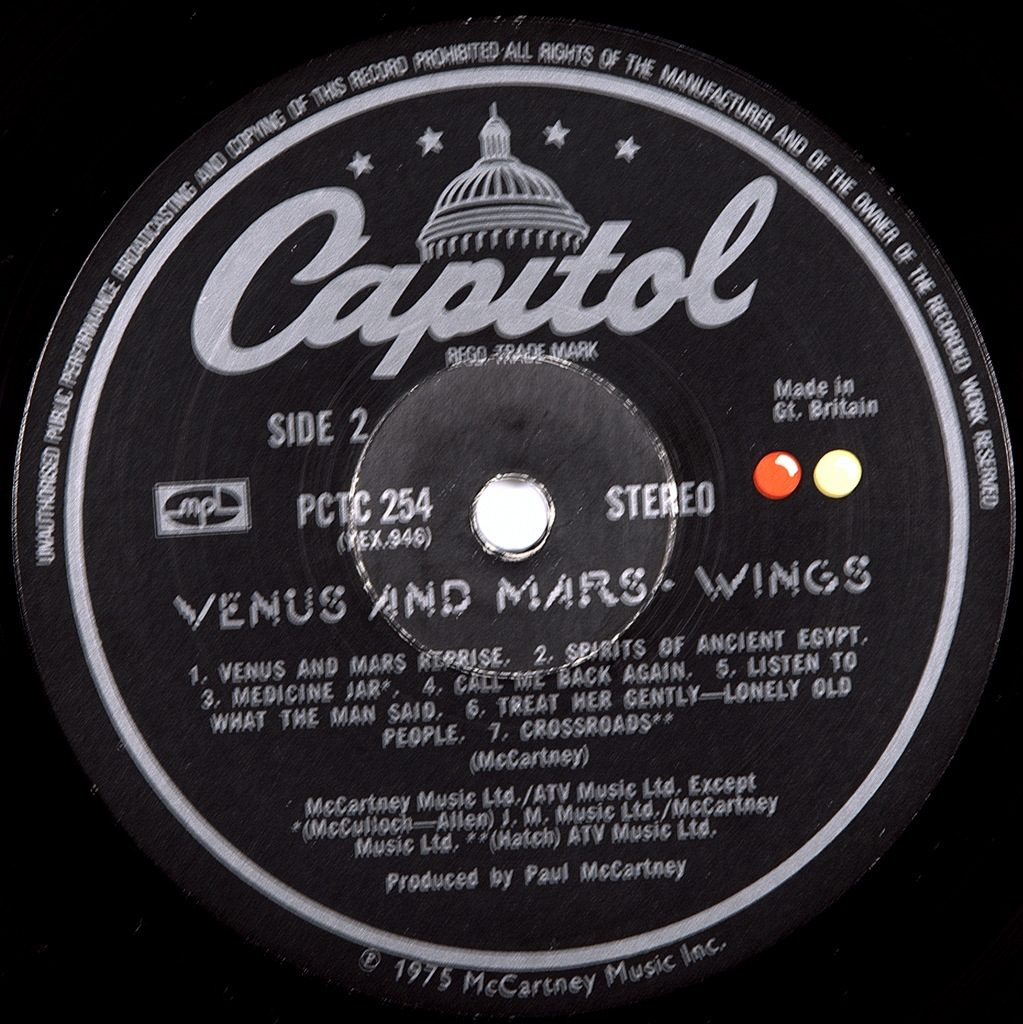 UNAUTHORISED PUBLIC PERFORMANCE BROADCASTING AND COPYING OF THIS RECORD PROHIBITED ALL RIGHTS OF THE MANUFACTURER AND OF THE OWNER OF THE RECORDED WORK RESERVED
Capitol
REGD. TRADE MARK
Made in
Gt. Britain
SIDE 2
mpl
PCTC 254
STEREO
(YEX.946)
VENUS AND MARS · WINGS
1. VENUS AND MARS REPRISE. 2. SPIRITS OF ANCIENT EGYPT.
3. MEDICINE JAR*. 4. CALL ME BACK AGAIN. 5. LISTEN TO
WHAT THE MAN SAID. 6. TREAT HER GENTLY—LONELY OLD
PEOPLE. 7. CROSSROADS**
(McCartney)
McCartney Music Ltd./ATV Music Ltd. Except
*(McCulloch—Allen) J. M. Music Ltd./McCartney
Music Ltd. **(Hatch) ATV Music Ltd.
Produced by Paul McCartney
℗ 1975 McCartney Music Inc.